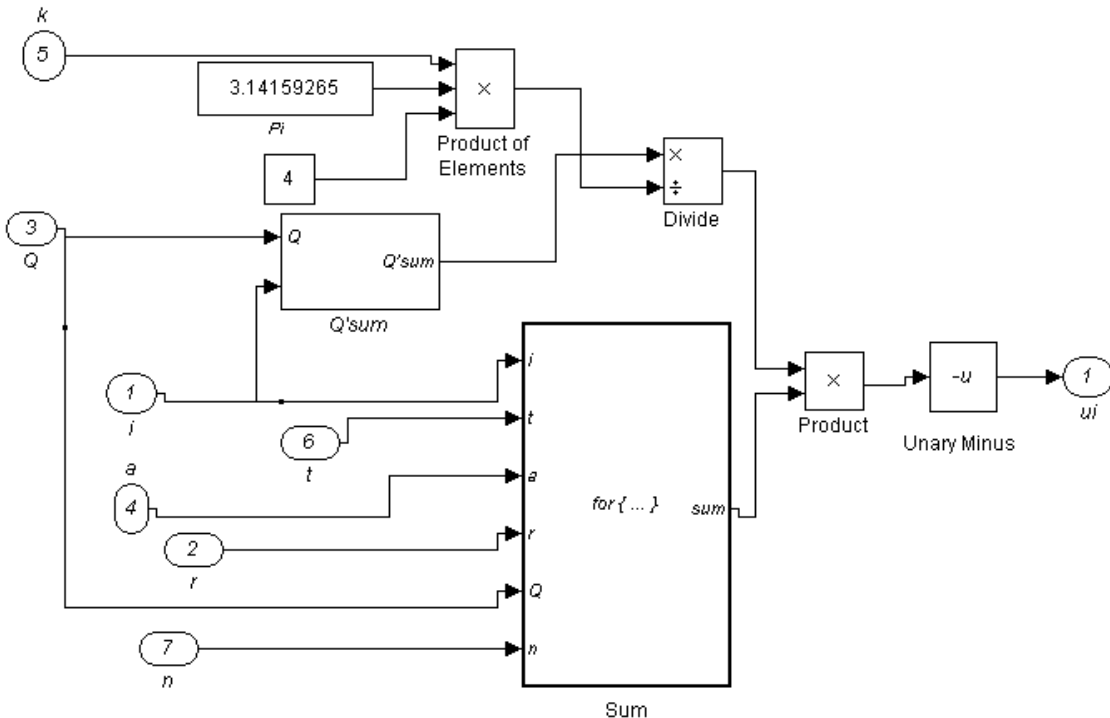 k
5
3.14159265
Pi
×
Product of
Elements
4
×
÷
Divide
3
Q
Q
Q'sum
Q'sum
1
i
6
t
a
4
2
r
7
n
i
t
a
r
Q
n
for { ... }
sum
Sum
×
Product
-u
Unary Minus
1
ui